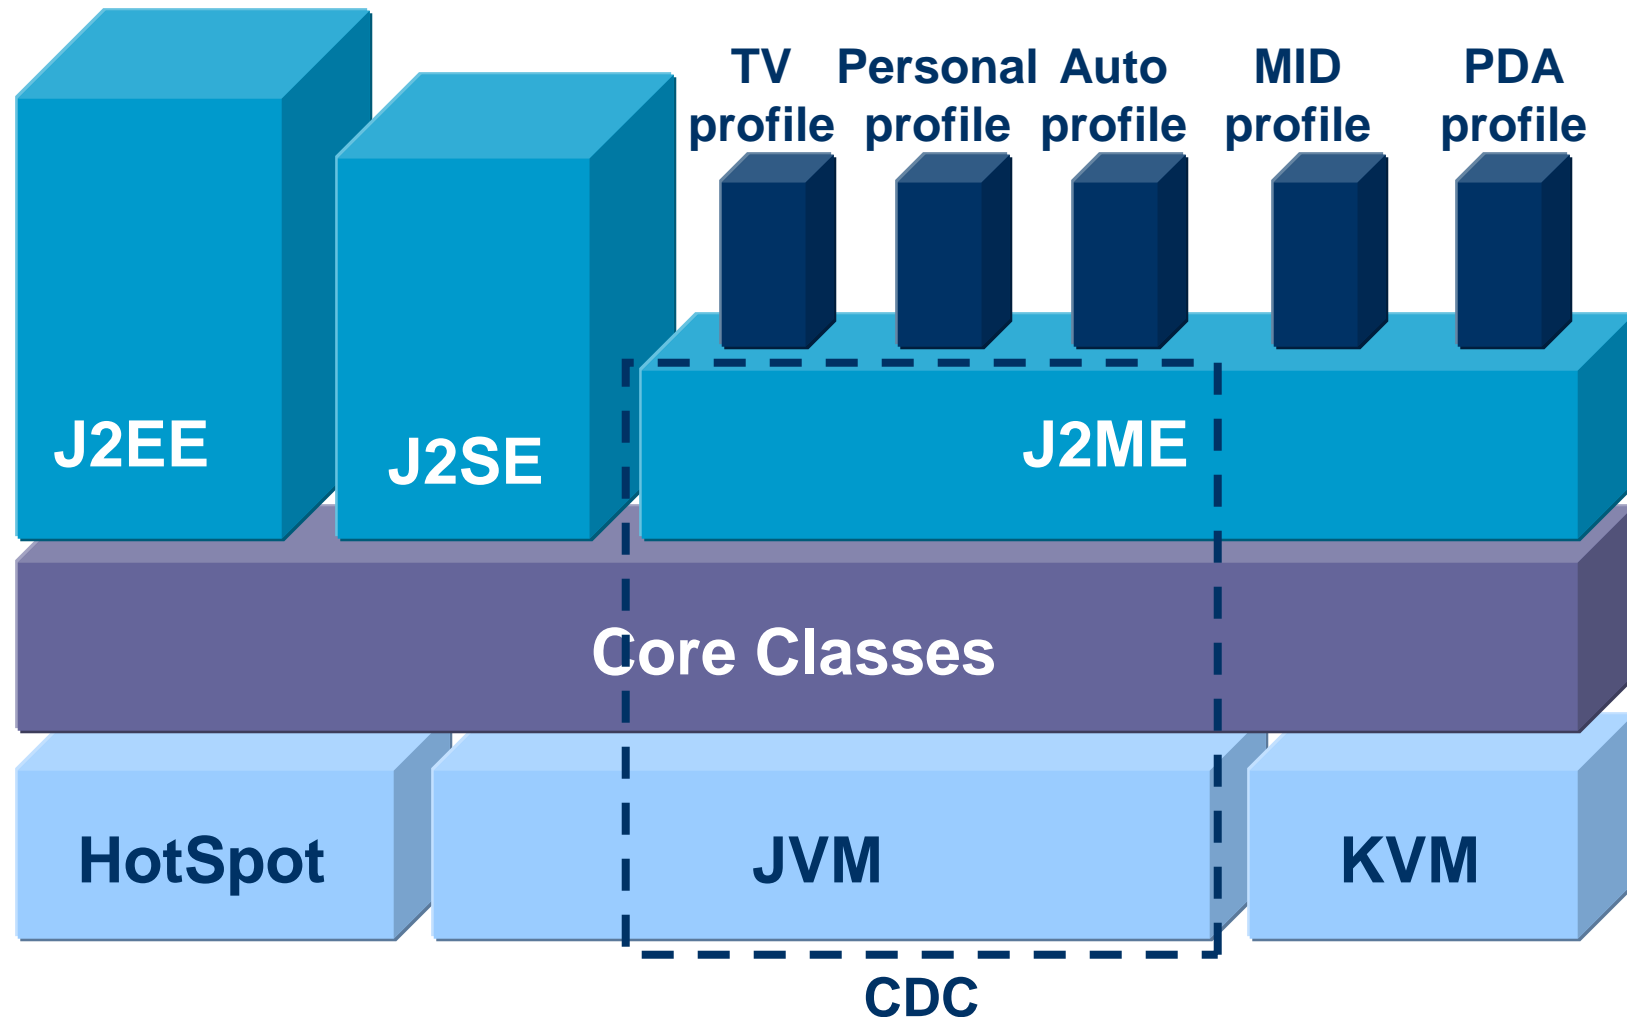 TV profile
Personal profile
Auto profile
MID profile
PDA profile
J2EE
J2SE
J2ME
Core Classes
HotSpot
JVM
KVM
CDC